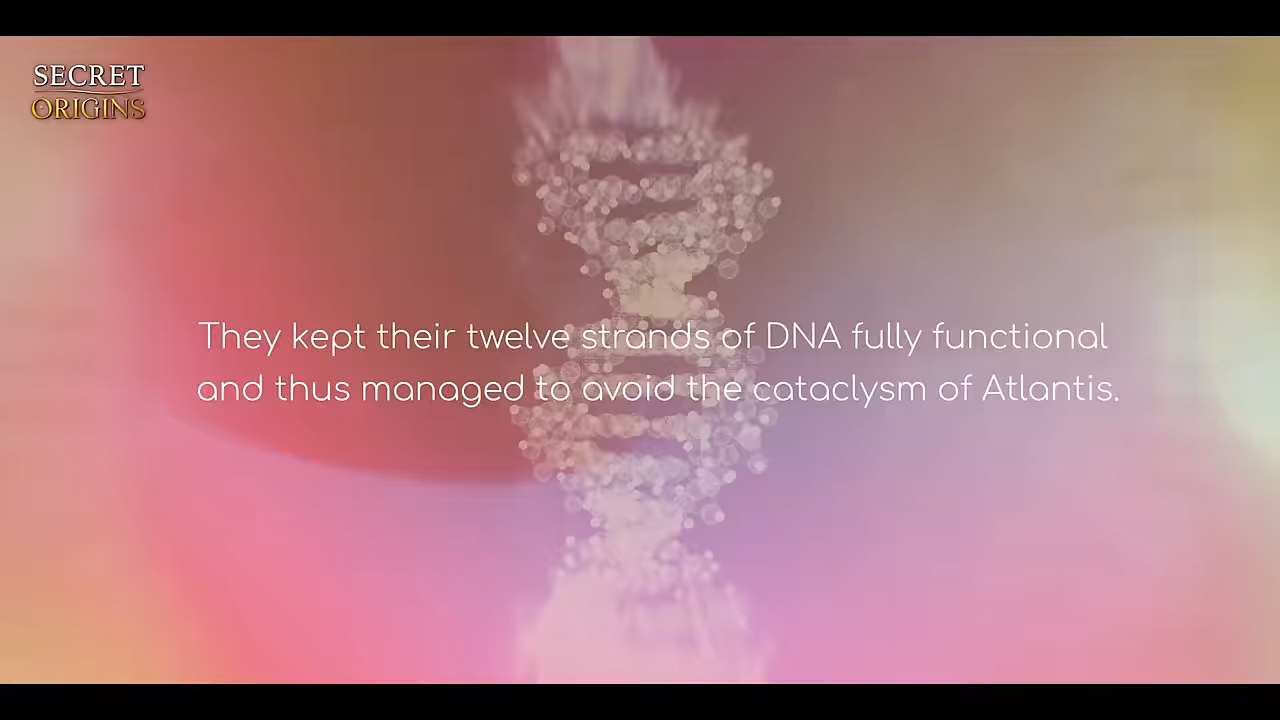 SECRET
ORIGINS
They kept their twelve strands of DNA fully functional
and thus managed to avoid the cataclysm of Atlantis.